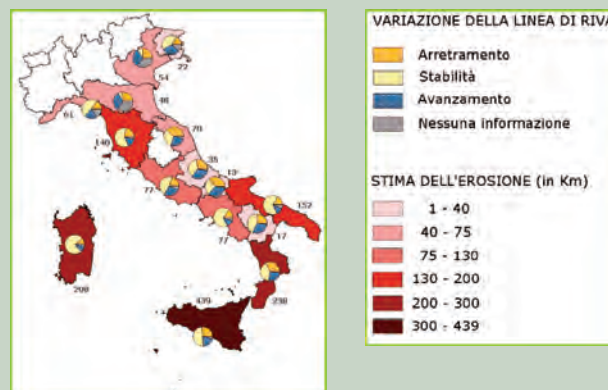 22
54
46
61
70
140
35
13
77
132
77
17
209
238
439
VARIAZIONE DELLA LINEA DI RIVA
Arretramento
Stabilità
Avanzamento
Nessuna informazione
STIMA DELL'EROSIONE (in Km)
1 - 40
40 - 75
75 - 130
130 - 200
200 - 300
300 - 439